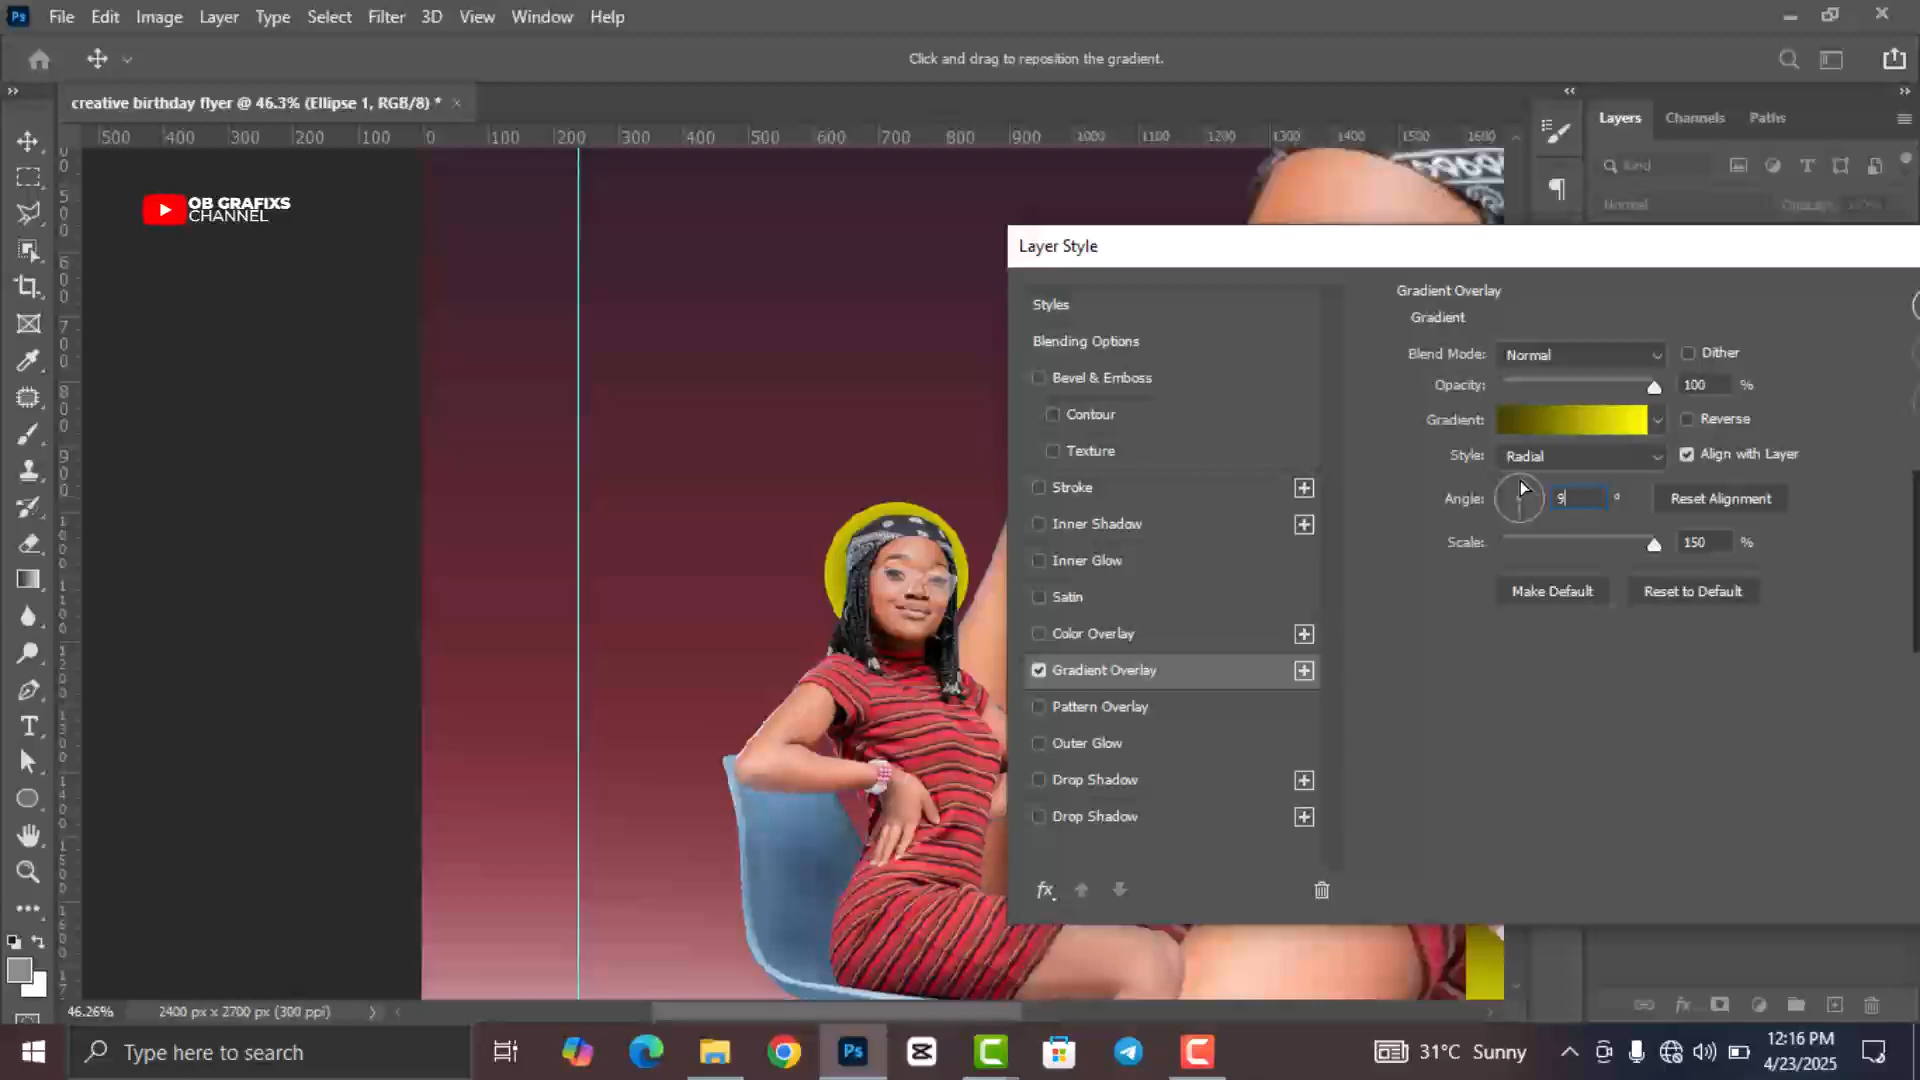 Ps File Edit Image Layer Type Select Filter 3D View Window Help
Click and drag to reposition the gradient.
creative birthday flyer @ 46.3% (Ellipse 1, RGB/8) * ×
Layers Channels Paths
500 400 300 200 100 0 100 200 300 400 500 600 700 800 900 1000 1100 1200 1300 1400 1500 1600
Kind
Normal Opacity:
OB GRAFIXS
CHANNEL
Layer Style
Styles
Blending Options
Bevel & Emboss
Contour
Texture
Stroke
Inner Shadow
Inner Glow
Satin
Color Overlay
Gradient Overlay
Pattern Overlay
Outer Glow
Drop Shadow
Drop Shadow
fx
Gradient Overlay
Gradient
Blend Mode: Normal Dither
Opacity: 100 %
Gradient: Reverse
Style: Radial Align with Layer
Angle: 9 ° Reset Alignment
Scale: 150 %
Make Default Reset to Default
46.26% 2400 px x 2700 px (300 ppi)
Type here to search
31°C Sunny
12:16 PM
4/23/2025